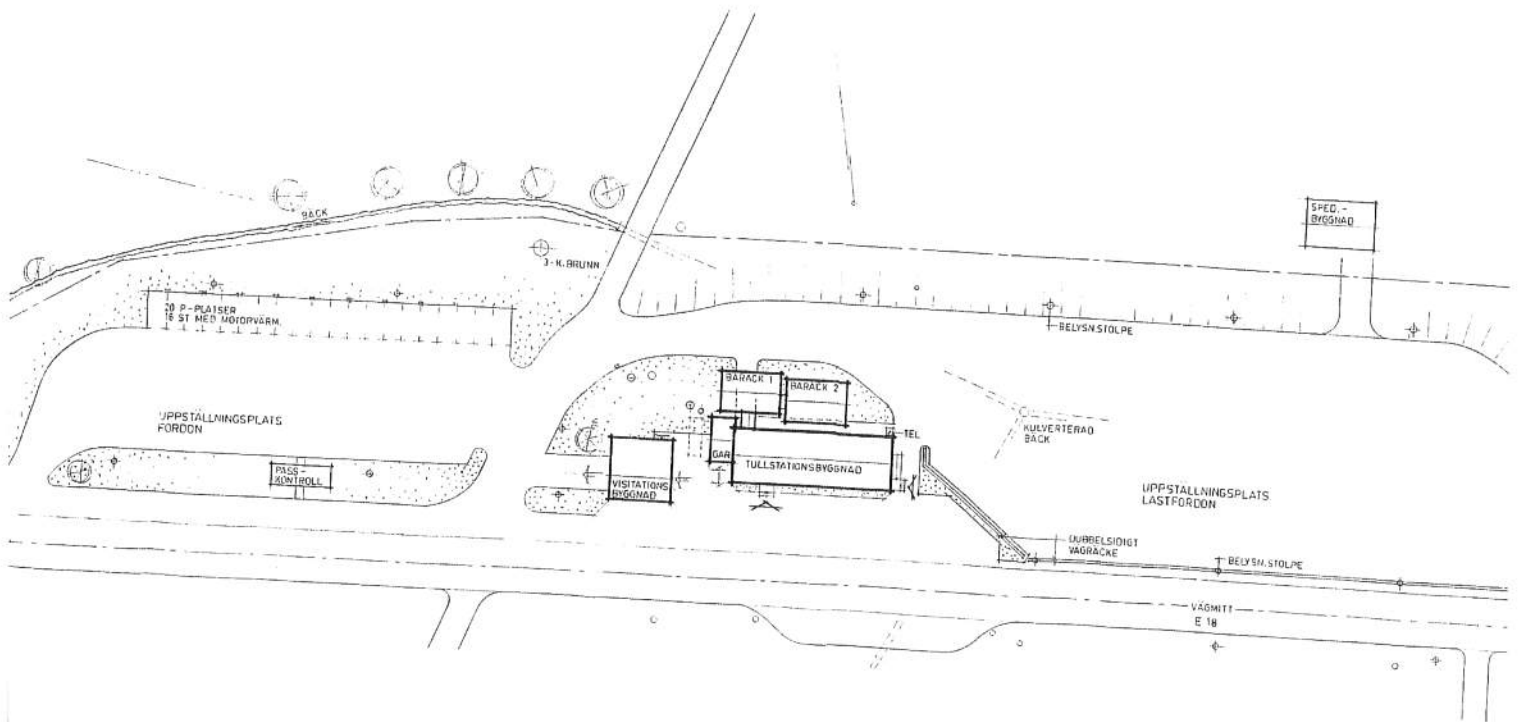 BÄCK
SPED.-
BYGGNAD
3-K.BRUNN
20 P-PLATSER
16 ST MED MOTORVÄRM.
BELYSN.STOLPE
BARACK 1
BARACK 2
UPPSTÄLLNINGSPLATS
FORDON
TEL
KULVERTERAD
BÄCK
GAR
TULLSTATIONSBYGGNAD
PASS-
KONTROLL
VISITATIONS
BYGGNAD
UPPSTÄLLNINGSPLATS
LASTFORDON
DUBBELSIDIGT
VÄGRÄCKE
BELYSN.STOLPE
VÄGMITT
E 18